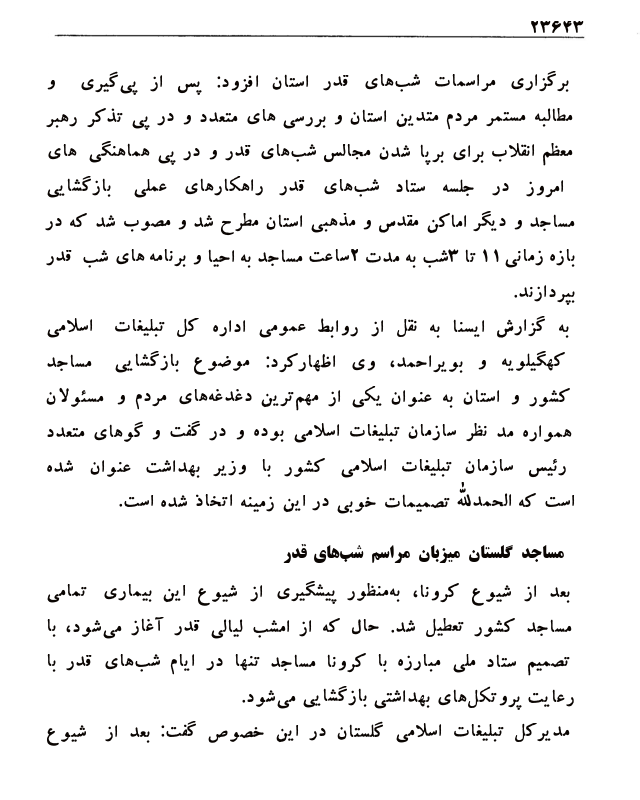 ۲۳۶۴۳
برگزاری مراسمات شب‌های قدر استان افزود: پس از پی‌گیری و
مطالبه مستمر مردم متدین استان و بررسی های متعدد و در پی تذکر رهبر
معظم انقلاب برای برپا شدن مجالس شب‌های قدر و در پی هماهنگی های
امروز در جلسه ستاد شب‌های قدر راهکارهای عملی بازگشایی
مساجد و دیگر اماکن مقدس و مذهبی استان مطرح شد و مصوب شد که در
بازه زمانی ۱۱ تا ۳شب به مدت ۲ساعت مساجد به احیا و برنامه های شب قدر
بپردازند.
به گزارش ایسنا به نقل از روابط عمومی اداره کل تبلیغات اسلامی
کهگیلویه و بویراحمد، وی اظهارکرد: موضوع بازگشایی مساجد
کشور و استان به عنوان یکی از مهم‌ترین دغدغه‌های مردم و مسئولان
همواره مد نظر سازمان تبلیغات اسلامی بوده و در گفت و گوهای متعدد
رئیس سازمان تبلیغات اسلامی کشور با وزیر بهداشت عنوان شده
است که الحمدلله تصمیمات خوبی در این زمینه اتخاذ شده است.
مساجد گلستان میزبان مراسم شب‌های قدر
بعد از شیوع کرونا، به‌منظور پیشگیری از شیوع این بیماری تمامی
مساجد کشور تعطیل شد. حال که از امشب لیالی قدر آغاز می‌شود، با
تصمیم ستاد ملی مبارزه با کرونا مساجد تنها در ایام شب‌های قدر با
رعایت پروتکل‌های بهداشتی بازگشایی می‌شود.
مدیرکل تبلیغات اسلامی گلستان در این خصوص گفت: بعد از شیوع